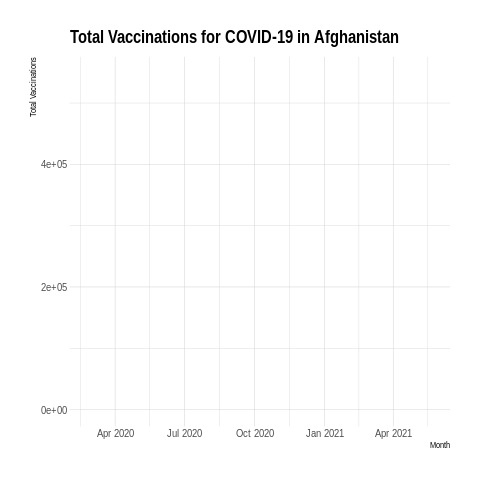 Total Vaccinations for COVID-19 in Afghanistan
Total Vaccinations
4e+05
2e+05
0e+00
Apr 2020 Jul 2020 Oct 2020 Jan 2021 Apr 2021
Month